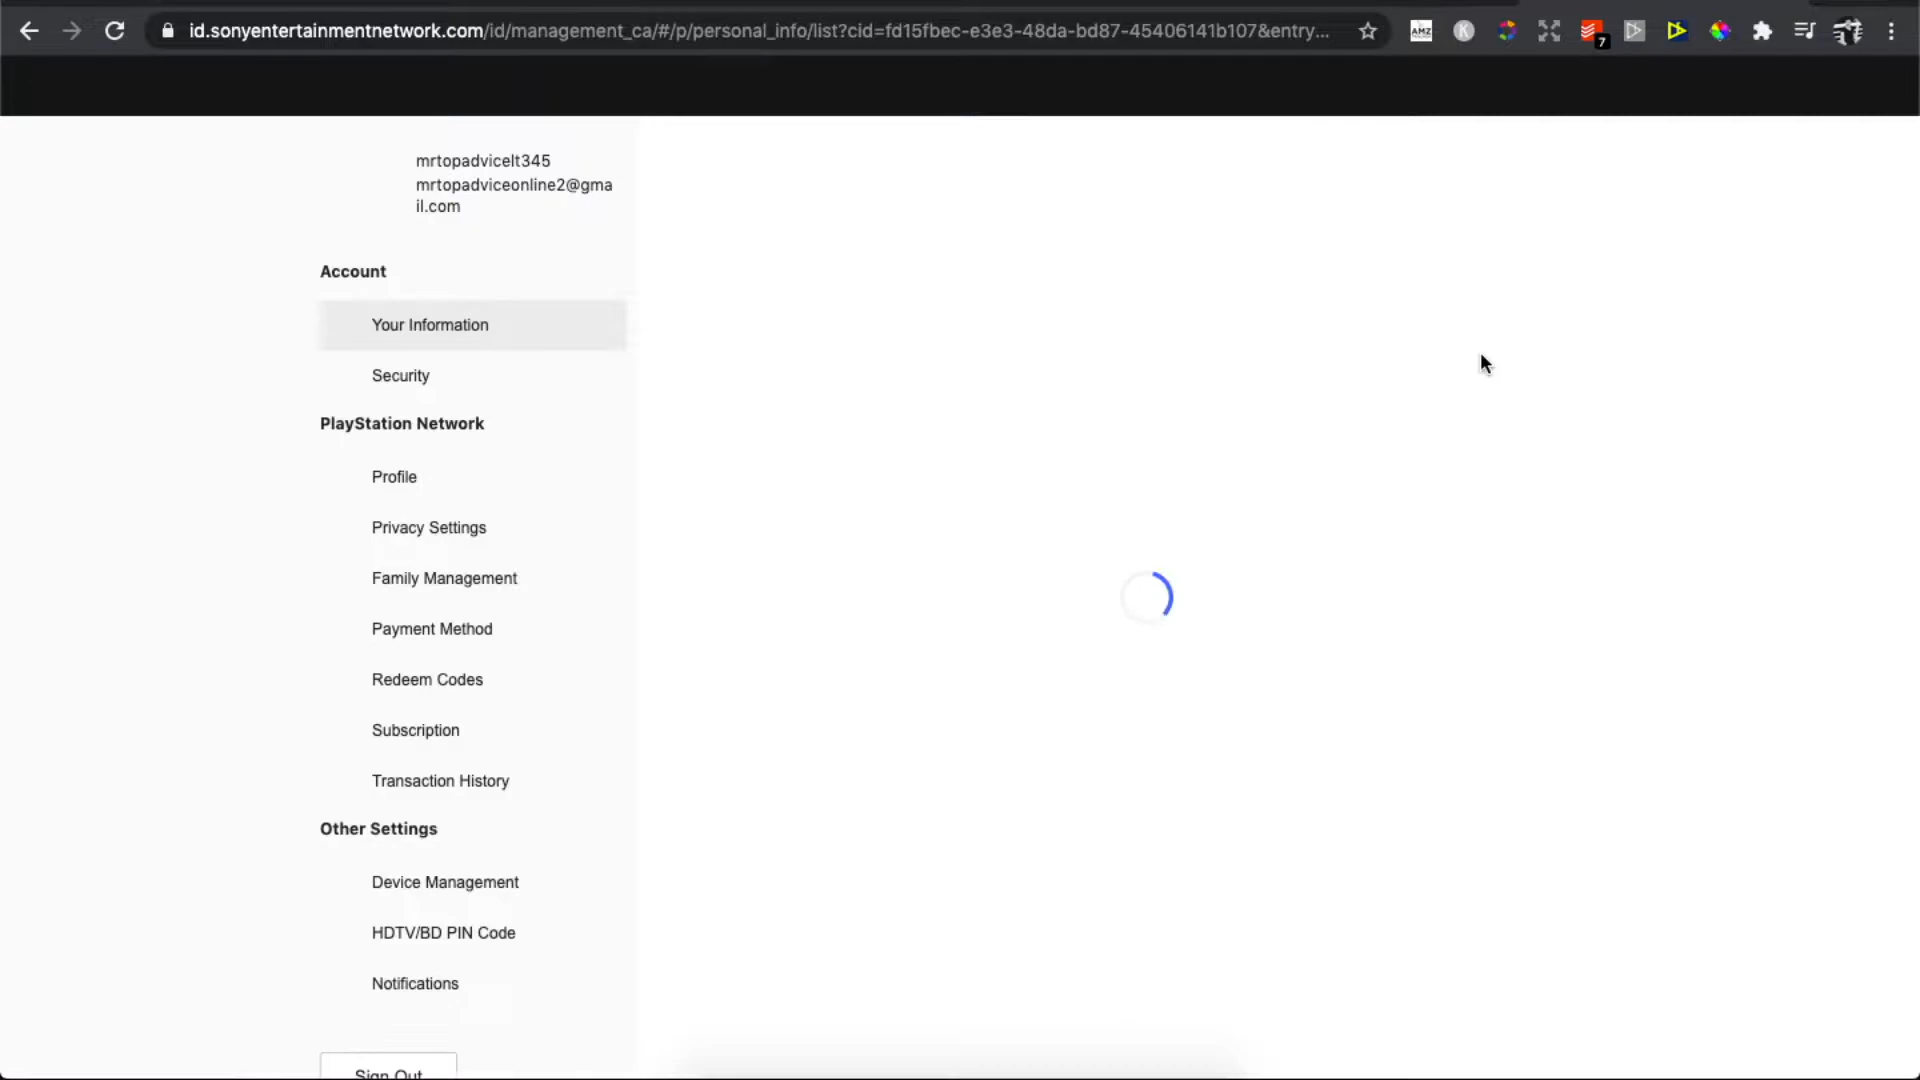 id.sonyentertainmentnetwork.com/id/management_ca/#/p/personal_info/list?cid=fd15fbec-e3e3-48da-bd87-45406141b107&entry...
AMZ
K
7
mrtopadvicelt345
mrtopadviceonline2@gma
il.com
Account
Your Information
Security
PlayStation Network
Profile
Privacy Settings
Family Management
Payment Method
Redeem Codes
Subscription
Transaction History
Other Settings
Device Management
HDTV/BD PIN Code
Notifications
Sign Out